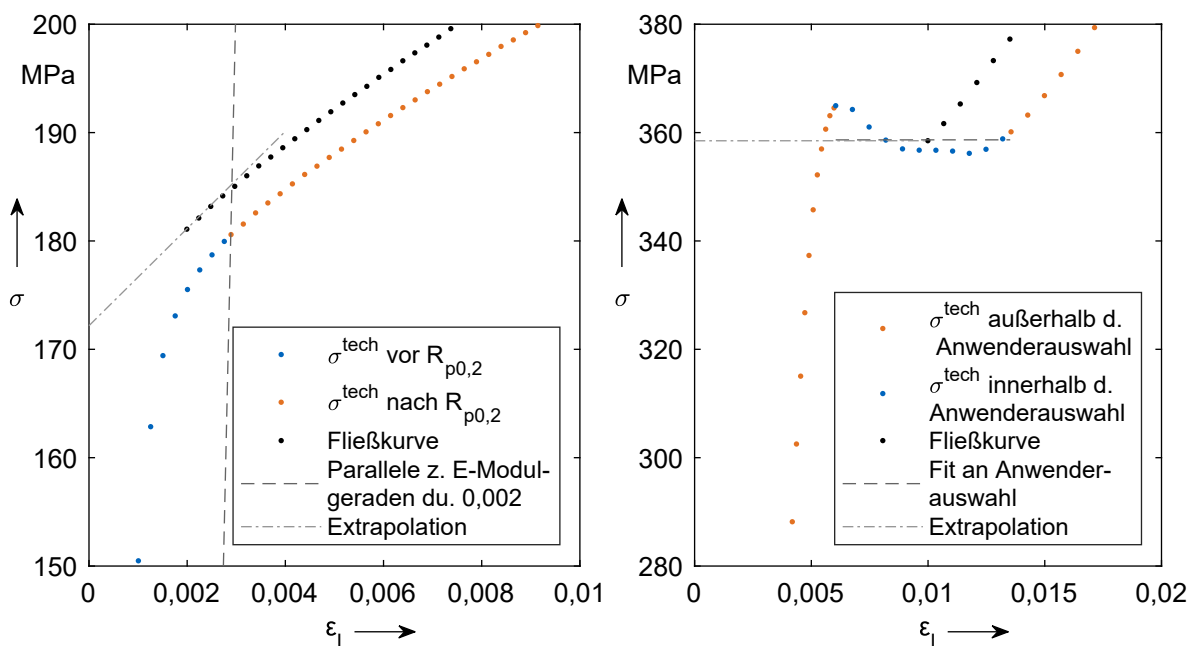 200
MPa
190
180
σ
170
160
150
0
0,002
0,004
0,006
0,008
0,01
ε_l
σ^tech vor R_p0,2
σ^tech nach R_p0,2
Fließkurve
Parallele z. E-Modul-
geraden du. 0,002
Extrapolation
380
MPa
360
340
σ
320
300
280
0
0,005
0,01
0,015
0,02
ε_l
σ^tech außerhalb d.
Anwenderauswahl
σ^tech innerhalb d.
Anwenderauswahl
Fließkurve
Fit an Anwender-
auswahl
Extrapolation